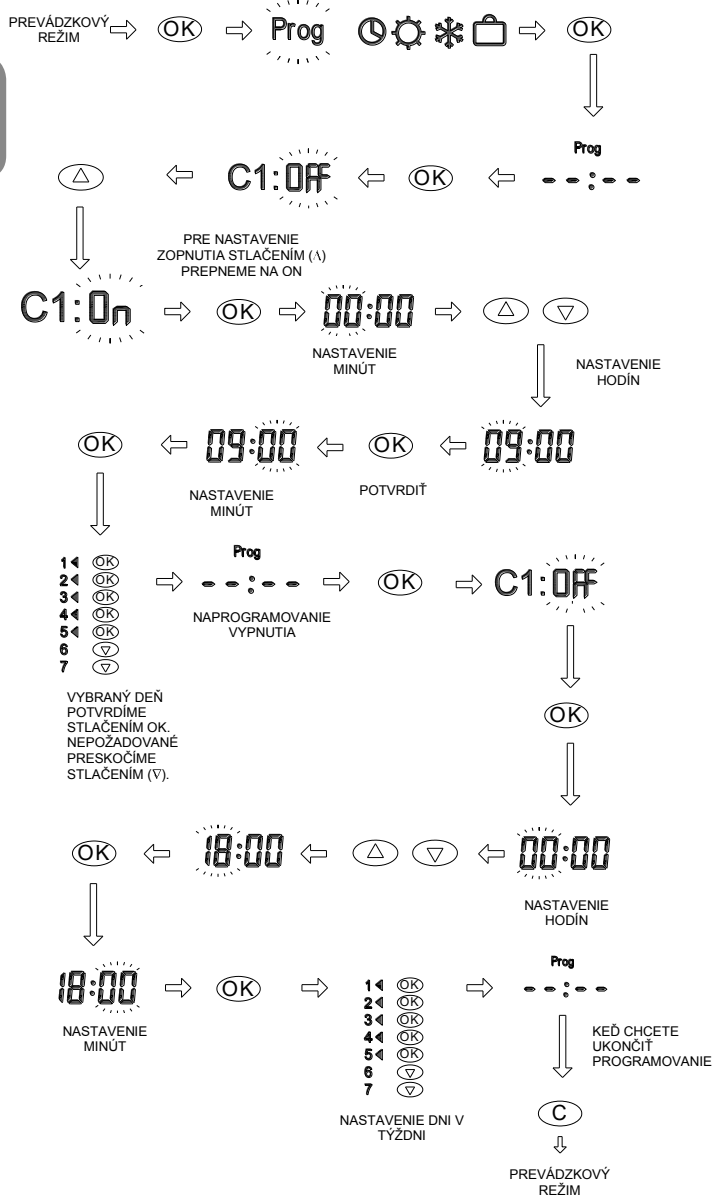 PREVÁDZKOVÝ
REŽIM
OK
Prog
OK
Prog
--:--
OK
C1:OFF
PRE NASTAVENIE
ZOPNUTIA STLAČENÍM (Λ)
PREPNEME NA ON
C1:On
OK
00:00
NASTAVENIE
MINÚT
NASTAVENIE
HODÍN
09:00
OK
POTVRDIŤ
09:00
NASTAVENIE
MINÚT
OK
1 OK
2 OK
3 OK
4 OK
5 OK
6
7
VYBRANÝ DEŇ
POTVRDÍME
STLAČENÍM OK.
NEPOŽADOVANÉ
PRESKOČÍME
STLAČENÍM (∇).
Prog
--:--
NAPROGRAMOVANIE
VYPNUTIA
OK
C1:OFF
OK
00:00
NASTAVENIE
HODÍN
18:00
OK
18:00
NASTAVENIE
MINÚT
OK
1 OK
2 OK
3 OK
4 OK
5 OK
6
7
NASTAVENIE DNI V
TÝŽDNI
Prog
--:--
KEĎ CHCETE
UKONČIŤ
PROGRAMOVANIE
C
PREVÁDZKOVÝ
REŽIM